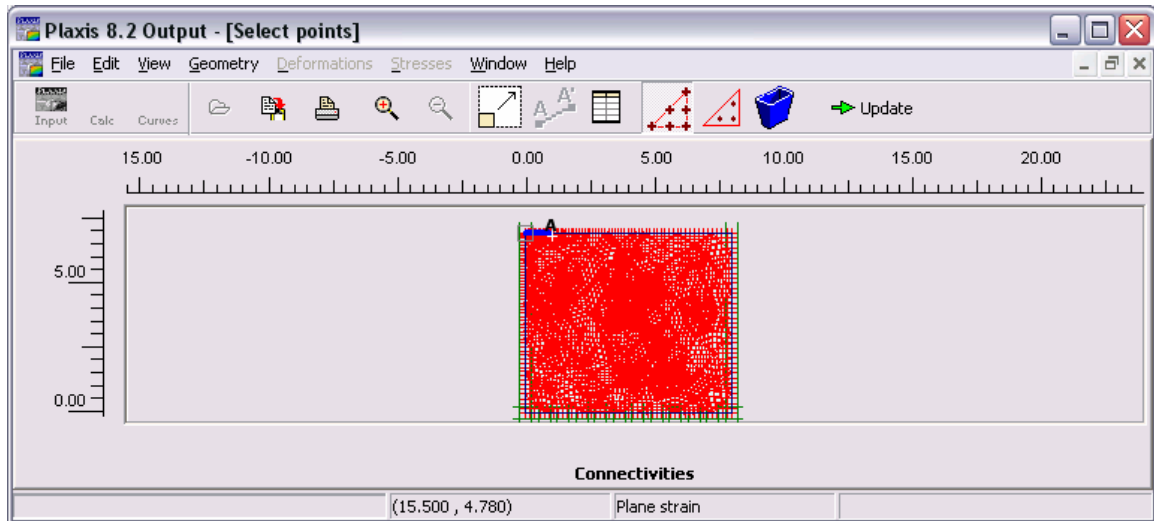 Plaxis 8.2 Output - [Select points]
File Edit View Geometry Deformations Stresses Window Help
Input Calc Curves Update
15.00 -10.00 -5.00 0.00 5.00 10.00 15.00 20.00
A
5.00
0.00
Connectivities
(15.500 , 4.780) Plane strain